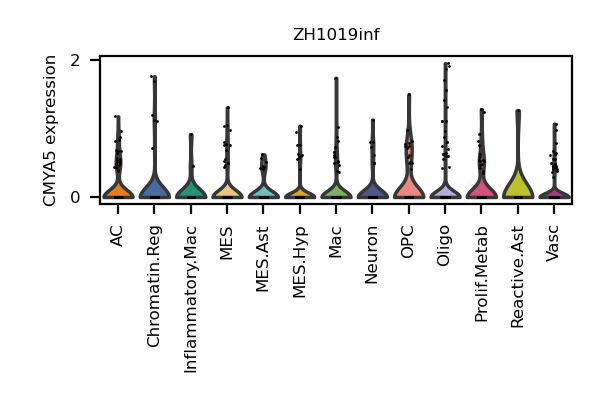 ZH1019inf
CMYA5 expression
2
0
AC
Chromatin.Reg
Inflammatory.Mac
MES
MES.Ast
MES.Hyp
Mac
Neuron
OPC
Oligo
Prolif.Metab
Reactive.Ast
Vasc